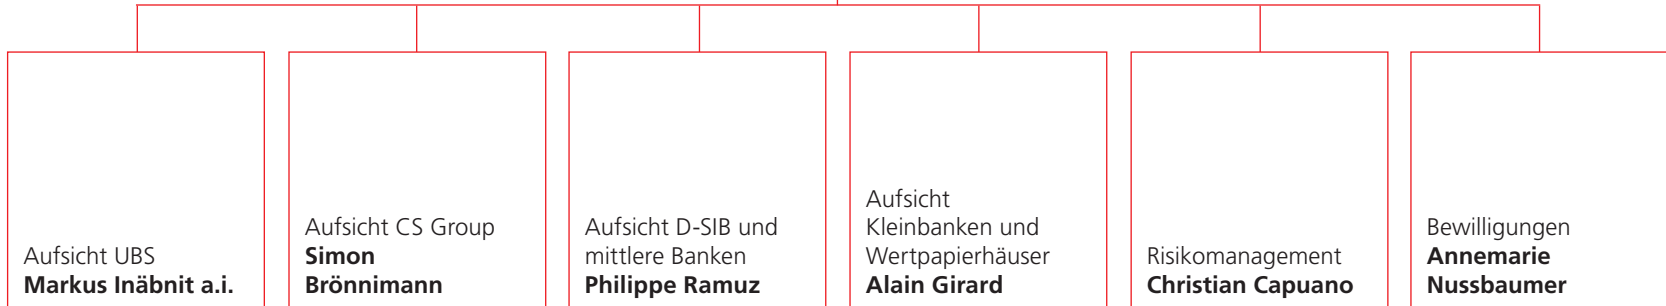 Aufsicht UBS
Markus Inäbnit a.i.
Aufsicht CS Group
Simon
Brönnimann
Aufsicht D-SIB und
mittlere Banken
Philippe Ramuz
Aufsicht
Kleinbanken und
Wertpapierhäuser
Alain Girard
Risikomanagement
Christian Capuano
Bewilligungen
Annemarie
Nussbaumer